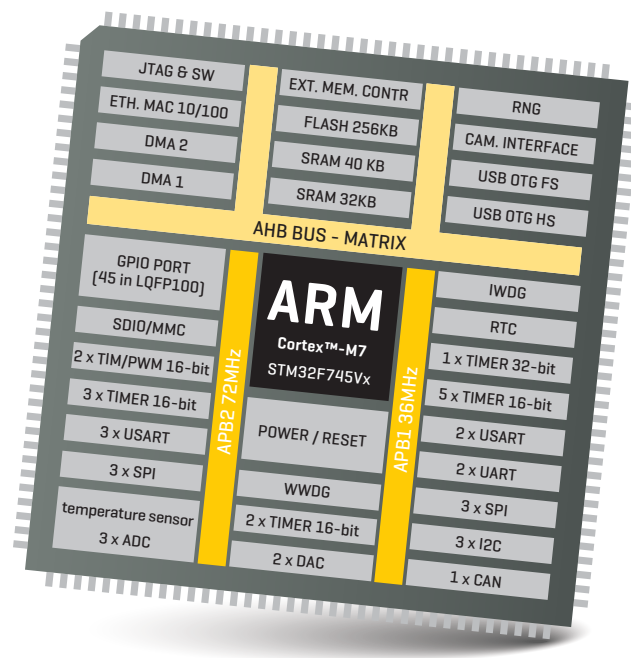 JTAG & SW
ETH. MAC 10/100
DMA 2
DMA 1
EXT. MEM. CONTR
FLASH 256KB
SRAM 40 KB
SRAM 32KB
RNG
CAM. INTERFACE
USB OTG FS
USB OTG HS
AHB BUS - MATRIX
GPIO PORT
(45 in LQFP100)
SDIO/MMC
2 x TIM/PWM 16-bit
3 x TIMER 16-bit
3 x USART
3 x SPI
temperature sensor
3 x ADC
APB2 72MHz
ARM
Cortex™-M7
STM32F745Vx
POWER / RESET
WWDG
2 x TIMER 16-bit
2 x DAC
APB1 36MHz
IWDG
RTC
1 x TIMER 32-bit
5 x TIMER 16-bit
2 x USART
2 x UART
3 x SPI
3 x I2C
1 x CAN